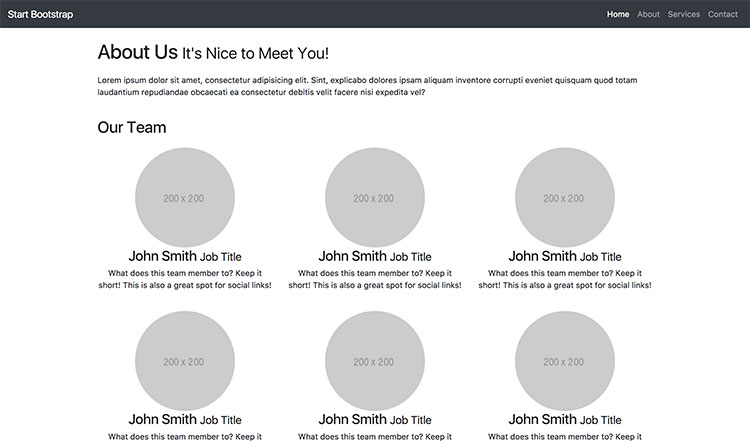 Start Bootstrap Home About Services Contact
About Us It's Nice to Meet You!
Lorem ipsum dolor sit amet, consectetur adipisicing elit. Sint, explicabo dolores ipsam aliquam inventore corrupti eveniet quisquam quod totam
laudantium repudiandae obcaecati ea consectetur debitis velit facere nisi expedita vel?
Our Team
200 x 200 200 x 200 200 x 200
John Smith Job Title John Smith Job Title John Smith Job Title
What does this team member to? Keep it What does this team member to? Keep it What does this team member to? Keep it
short! This is also a great spot for social links! short! This is also a great spot for social links! short! This is also a great spot for social links!
200 x 200 200 x 200 200 x 200
John Smith Job Title John Smith Job Title John Smith Job Title
What does this team member to? Keep it What does this team member to? Keep it What does this team member to? Keep it